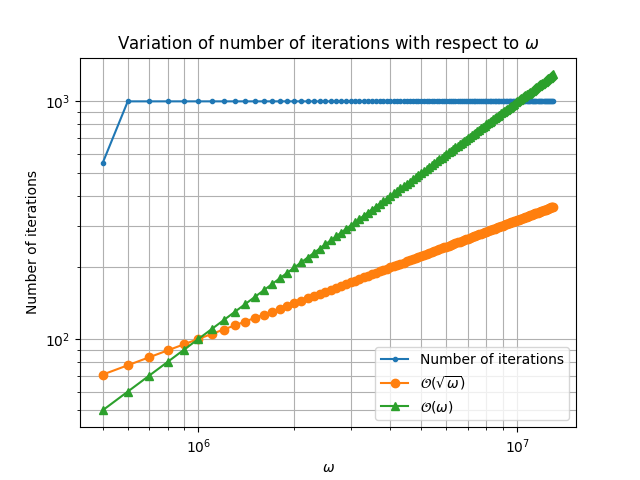 Variation of number of iterations with respect to ω
Number of iterations
10³
10²
10⁶
10⁷
ω
Number of iterations
𝒪(√ω)
𝒪(ω)